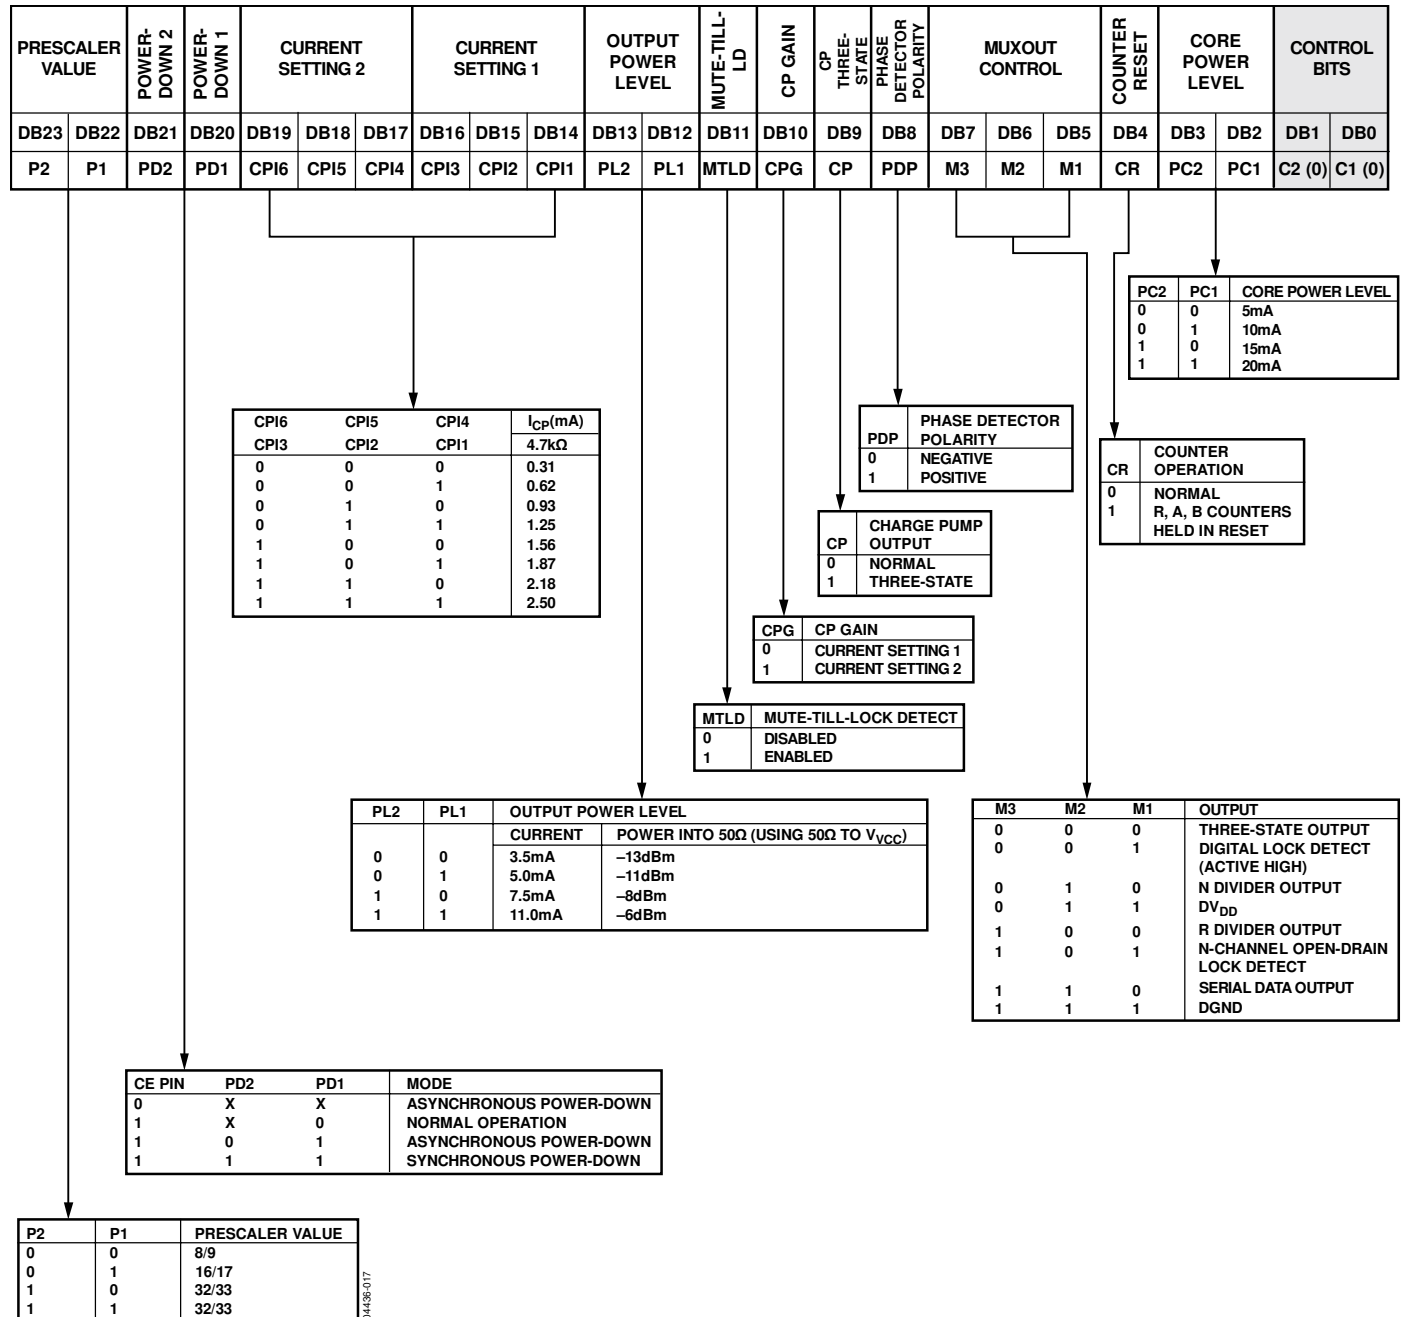 PRESCALER VALUE
POWER-DOWN 2
POWER-DOWN 1
CURRENT SETTING 2
CURRENT SETTING 1
OUTPUT POWER LEVEL
MUTE-TILL-LD
CP GAIN
CP THREE-STATE
PHASE DETECTOR POLARITY
MUXOUT CONTROL
COUNTER RESET
CORE POWER LEVEL
CONTROL BITS
DB23 DB22 DB21 DB20 DB19 DB18 DB17 DB16 DB15 DB14 DB13 DB12 DB11 DB10 DB9 DB8 DB7 DB6 DB5 DB4 DB3 DB2 DB1 DB0
P2 P1 PD2 PD1 CPI6 CPI5 CPI4 CPI3 CPI2 CPI1 PL2 PL1 MTLD CPG CP PDP M3 M2 M1 CR PC2 PC1 C2 (0) C1 (0)
PC2 PC1 CORE POWER LEVEL
0 0 5mA
0 1 10mA
1 0 15mA
1 1 20mA
CPI6 CPI5 CPI4 ICP(mA)
CPI3 CPI2 CPI1 4.7kΩ
0 0 0 0.31
0 0 1 0.62
0 1 0 0.93
0 1 1 1.25
1 0 0 1.56
1 0 1 1.87
1 1 0 2.18
1 1 1 2.50
PHASE DETECTOR
PDP POLARITY
0 NEGATIVE
1 POSITIVE
COUNTER
CR OPERATION
0 NORMAL
1 R, A, B COUNTERS
HELD IN RESET
CHARGE PUMP
CP OUTPUT
0 NORMAL
1 THREE-STATE
CPG CP GAIN
0 CURRENT SETTING 1
1 CURRENT SETTING 2
MTLD MUTE-TILL-LOCK DETECT
0 DISABLED
1 ENABLED
PL2 PL1 OUTPUT POWER LEVEL
CURRENT POWER INTO 50Ω (USING 50Ω TO VVCC)
0 0 3.5mA –13dBm
0 1 5.0mA –11dBm
1 0 7.5mA –8dBm
1 1 11.0mA –6dBm
M3 M2 M1 OUTPUT
0 0 0 THREE-STATE OUTPUT
0 0 1 DIGITAL LOCK DETECT
(ACTIVE HIGH)
0 1 0 N DIVIDER OUTPUT
0 1 1 DVDD
1 0 0 R DIVIDER OUTPUT
1 0 1 N-CHANNEL OPEN-DRAIN
LOCK DETECT
1 1 0 SERIAL DATA OUTPUT
1 1 1 DGND
CE PIN PD2 PD1 MODE
0 X X ASYNCHRONOUS POWER-DOWN
1 X 0 NORMAL OPERATION
1 0 1 ASYNCHRONOUS POWER-DOWN
1 1 1 SYNCHRONOUS POWER-DOWN
P2 P1 PRESCALER VALUE
0 0 8/9
0 1 16/17
1 0 32/33
1 1 32/33
04436-017